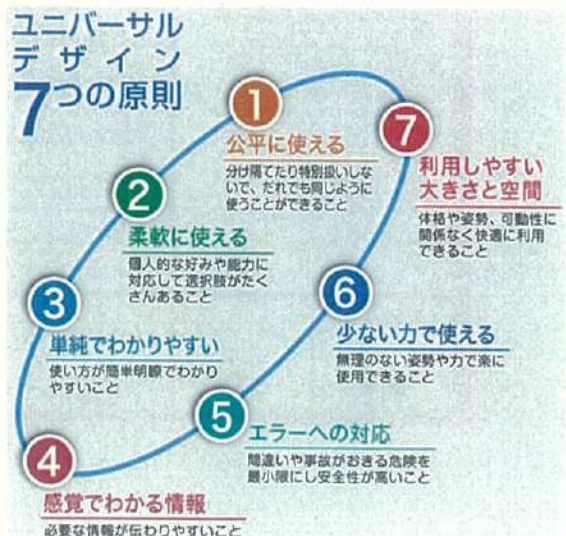 ユニバーサル
デザイン
7つの原則
1
公平に使える
分け隔てたり特別扱いしな
いで、だれでも同じように
使うことができること
2
柔軟に使える
個人的な好みや能力に
対応して選択肢がたく
さんあること
3
単純でわかりやすい
使い方が簡単明瞭でわかり
やすいこと
4
感覚でわかる情報
必要な情報が伝わりやすいこと
5
エラーへの対応
間違いや事故がおきる危険を
最小限にし安全性が高いこと
6
少ない力で使える
無理のない姿勢や力で楽に
使用できること
7
利用しやすい
大きさと空間
体格や姿勢、可動性に
関係なく快適に利用
できること